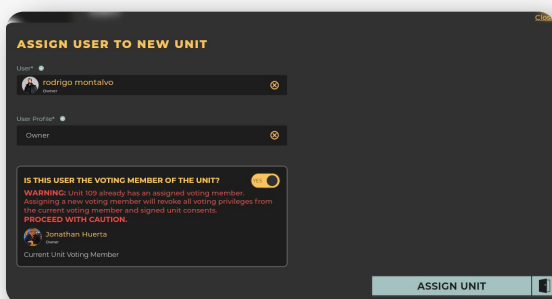 Close
ASSIGN USER TO NEW UNIT
User*
rodrigo montalvo
Owner
User Profile*
Owner
IS THIS USER THE VOTING MEMBER OF THE UNIT?
YES
WARNING: Unit 109 already has an assigned voting member.
Assigning a new voting member will revoke all voting privileges from
the current voting member and signed unit consents.
PROCEED WITH CAUTION.
Jonathan Huerta
Owner
Current Unit Voting Member
ASSIGN UNIT